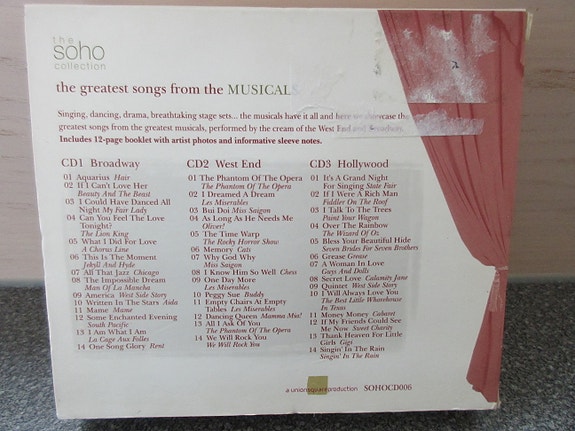 the
soho
collection
the greatest songs from the MUSICALS
Singing, dancing, drama, breathtaking stage sets... the musicals have it all and here we showcase the
greatest songs from the greatest musicals, performed by the cream of the West End and Broadway.
Includes 12-page booklet with artist photos and informative sleeve notes.
CD1 Broadway
01 Aquarius Hair
02 If I Can't Love Her
Beauty And The Beast
03 I Could Have Danced All
Night My Fair Lady
04 Can You Feel The Love
Tonight?
The Lion King
05 What I Did For Love
A Chorus Line
06 This Is The Moment
Jekyll And Hyde
07 All That Jazz Chicago
08 The Impossible Dream
Man Of La Mancha
09 America West Side Story
10 Written In The Stars Aida
11 Mame Mame
12 Some Enchanted Evening
South Pacific
13 I Am What I Am
La Cage Aux Folles
14 One Song Glory Rent
CD2 West End
01 The Phantom Of The Opera
The Phantom Of The Opera
02 I Dreamed A Dream
Les Miserables
03 Bui Doi Miss Saigon
04 As Long As He Needs Me
Oliver!
05 The Time Warp
The Rocky Horror Show
06 Memory Cats
07 Why God Why
Miss Saigon
08 I Know Him So Well Chess
09 One Day More
Les Miserables
10 Peggy Sue Buddy
11 Empty Chairs At Empty
Tables Les Miserables
12 Dancing Queen Mamma Mia!
13 All I Ask Of You
The Phantom Of The Opera
14 We Will Rock You
We Will Rock You
CD3 Hollywood
01 It's A Grand Night
For Singing State Fair
02 If I Were A Rich Man
Fiddler On The Roof
03 I Talk To The Trees
Paint Your Wagon
04 Over The Rainbow
The Wizard Of Oz
05 Bless Your Beautiful Hide
Seven Brides For Seven Brothers
06 Grease Grease
07 A Woman In Love
Guys And Dolls
08 Secret Love Calamity Jane
09 Quintet West Side Story
10 I Will Always Love You
The Best Little Whorehouse
In Texas
11 Money Money Cabaret
12 If My Friends Could See
Me Now Sweet Charity
13 Thank Heaven For Little
Girls Gigi
14 Singin' In The Rain
Singin' In The Rain
a union square production SOHOCD006